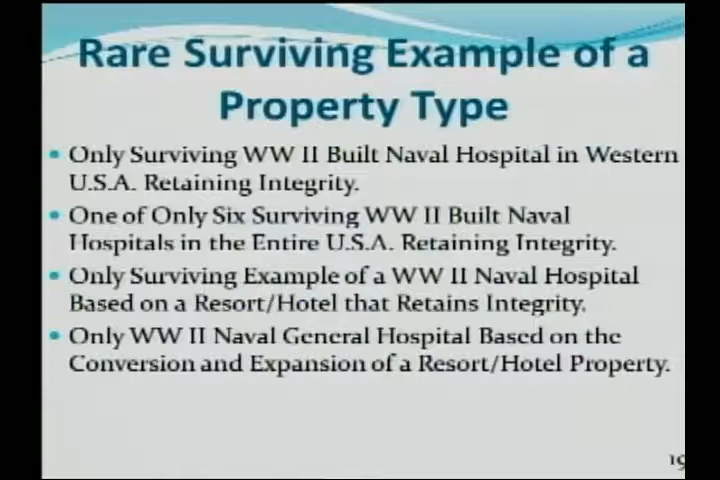 Rare Surviving Example of a
Property Type
• Only Surviving WW II Built Naval Hospital in Western
U.S.A. Retaining Integrity.
• One of Only Six Surviving WW II Built Naval
Hospitals in the Entire U.S.A. Retaining Integrity.
• Only Surviving Example of a WW II Naval Hospital
Based on a Resort/Hotel that Retains Integrity.
• Only WW II Naval General Hospital Based on the
Conversion and Expansion of a Resort/Hotel Property.
19